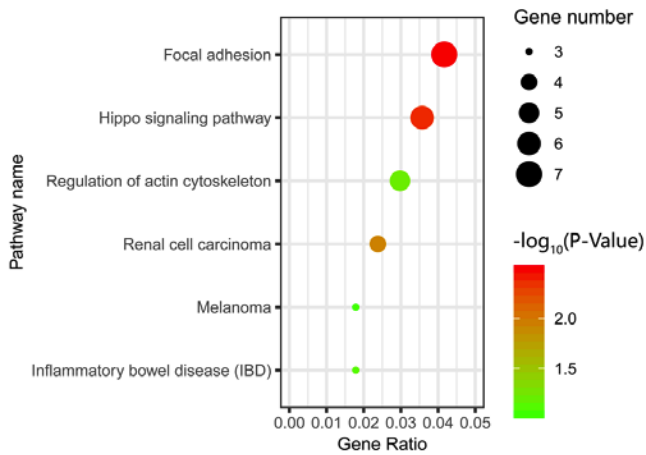 Pathway name
Focal adhesion
Hippo signaling pathway
Regulation of actin cytoskeleton
Renal cell carcinoma
Melanoma
Inflammatory bowel disease (IBD)
0.00 0.01 0.02 0.03 0.04 0.05
Gene Ratio
Gene number
3
4
5
6
7
-log₁₀(P-Value)
2.0
1.5